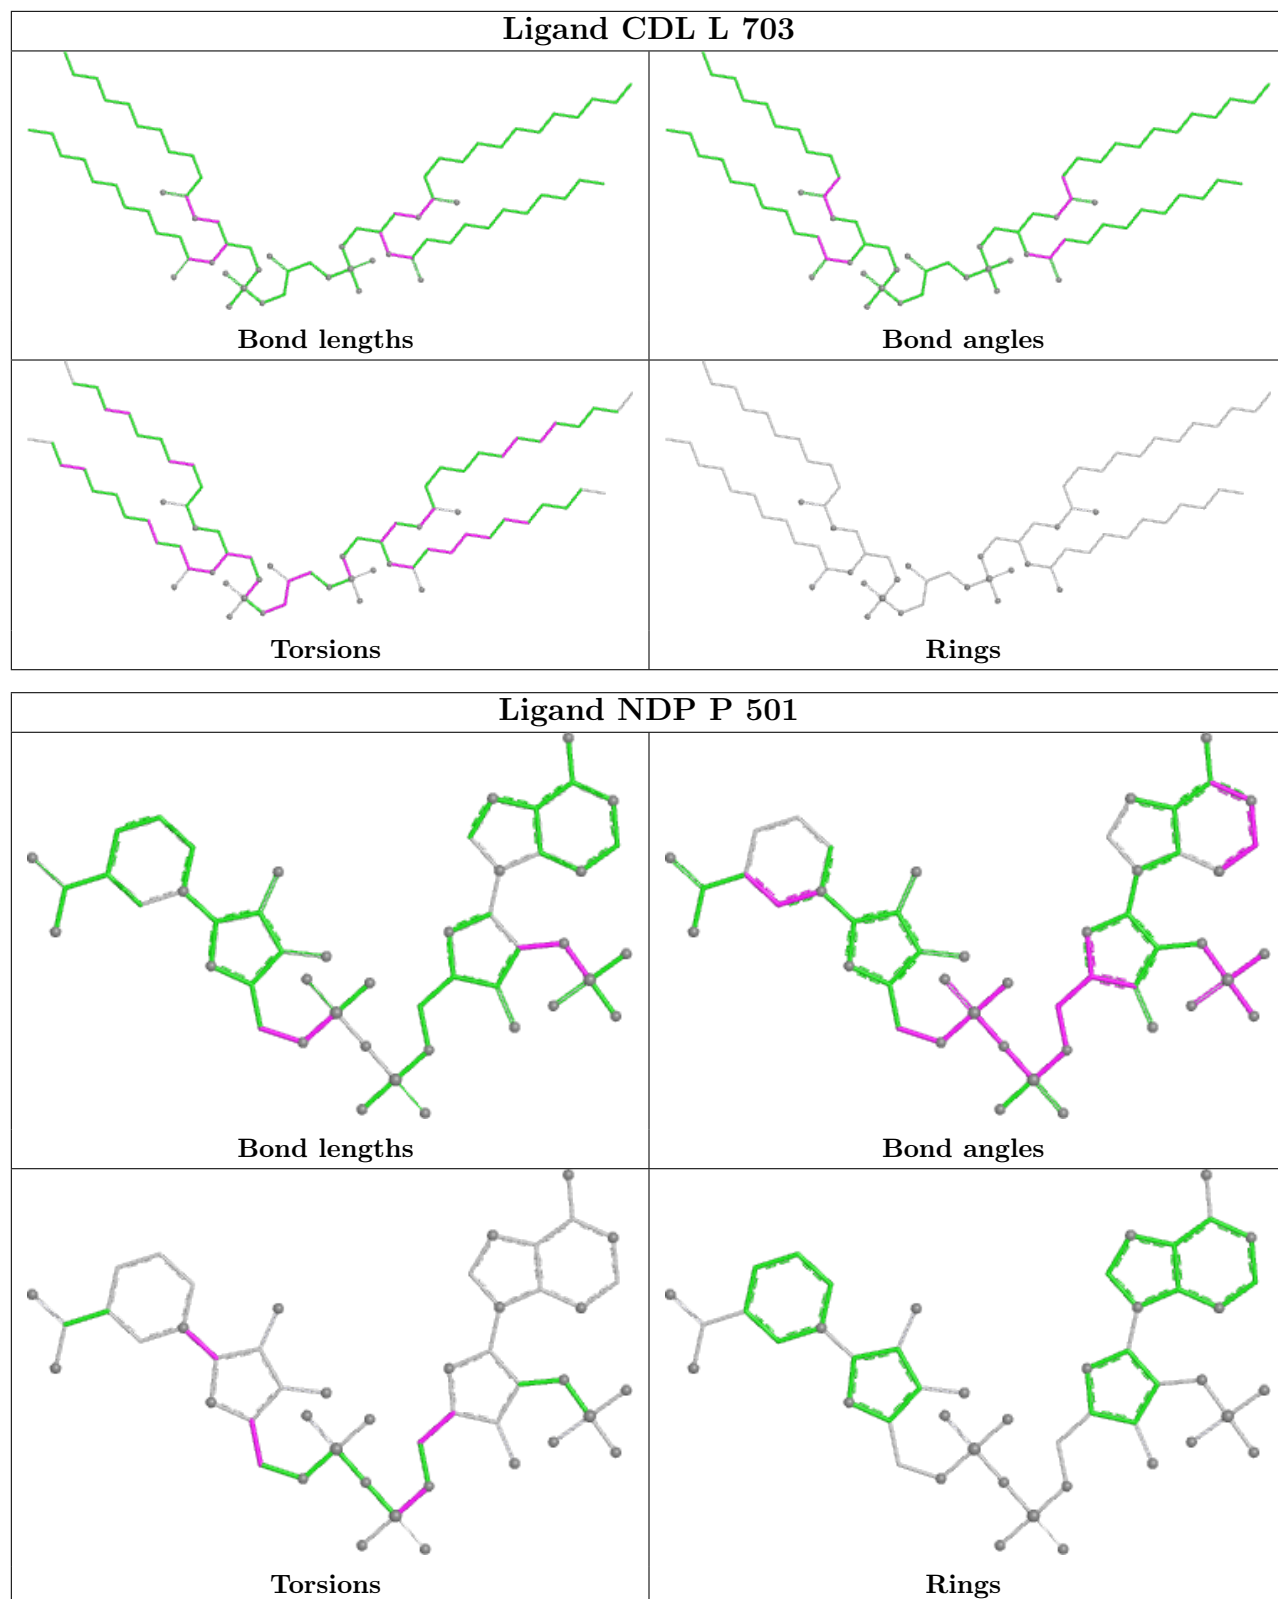 Ligand CDL L 703
Bond lengths
Bond angles
Torsions
Rings
Ligand NDP P 501
Bond lengths
Bond angles
Torsions
Rings